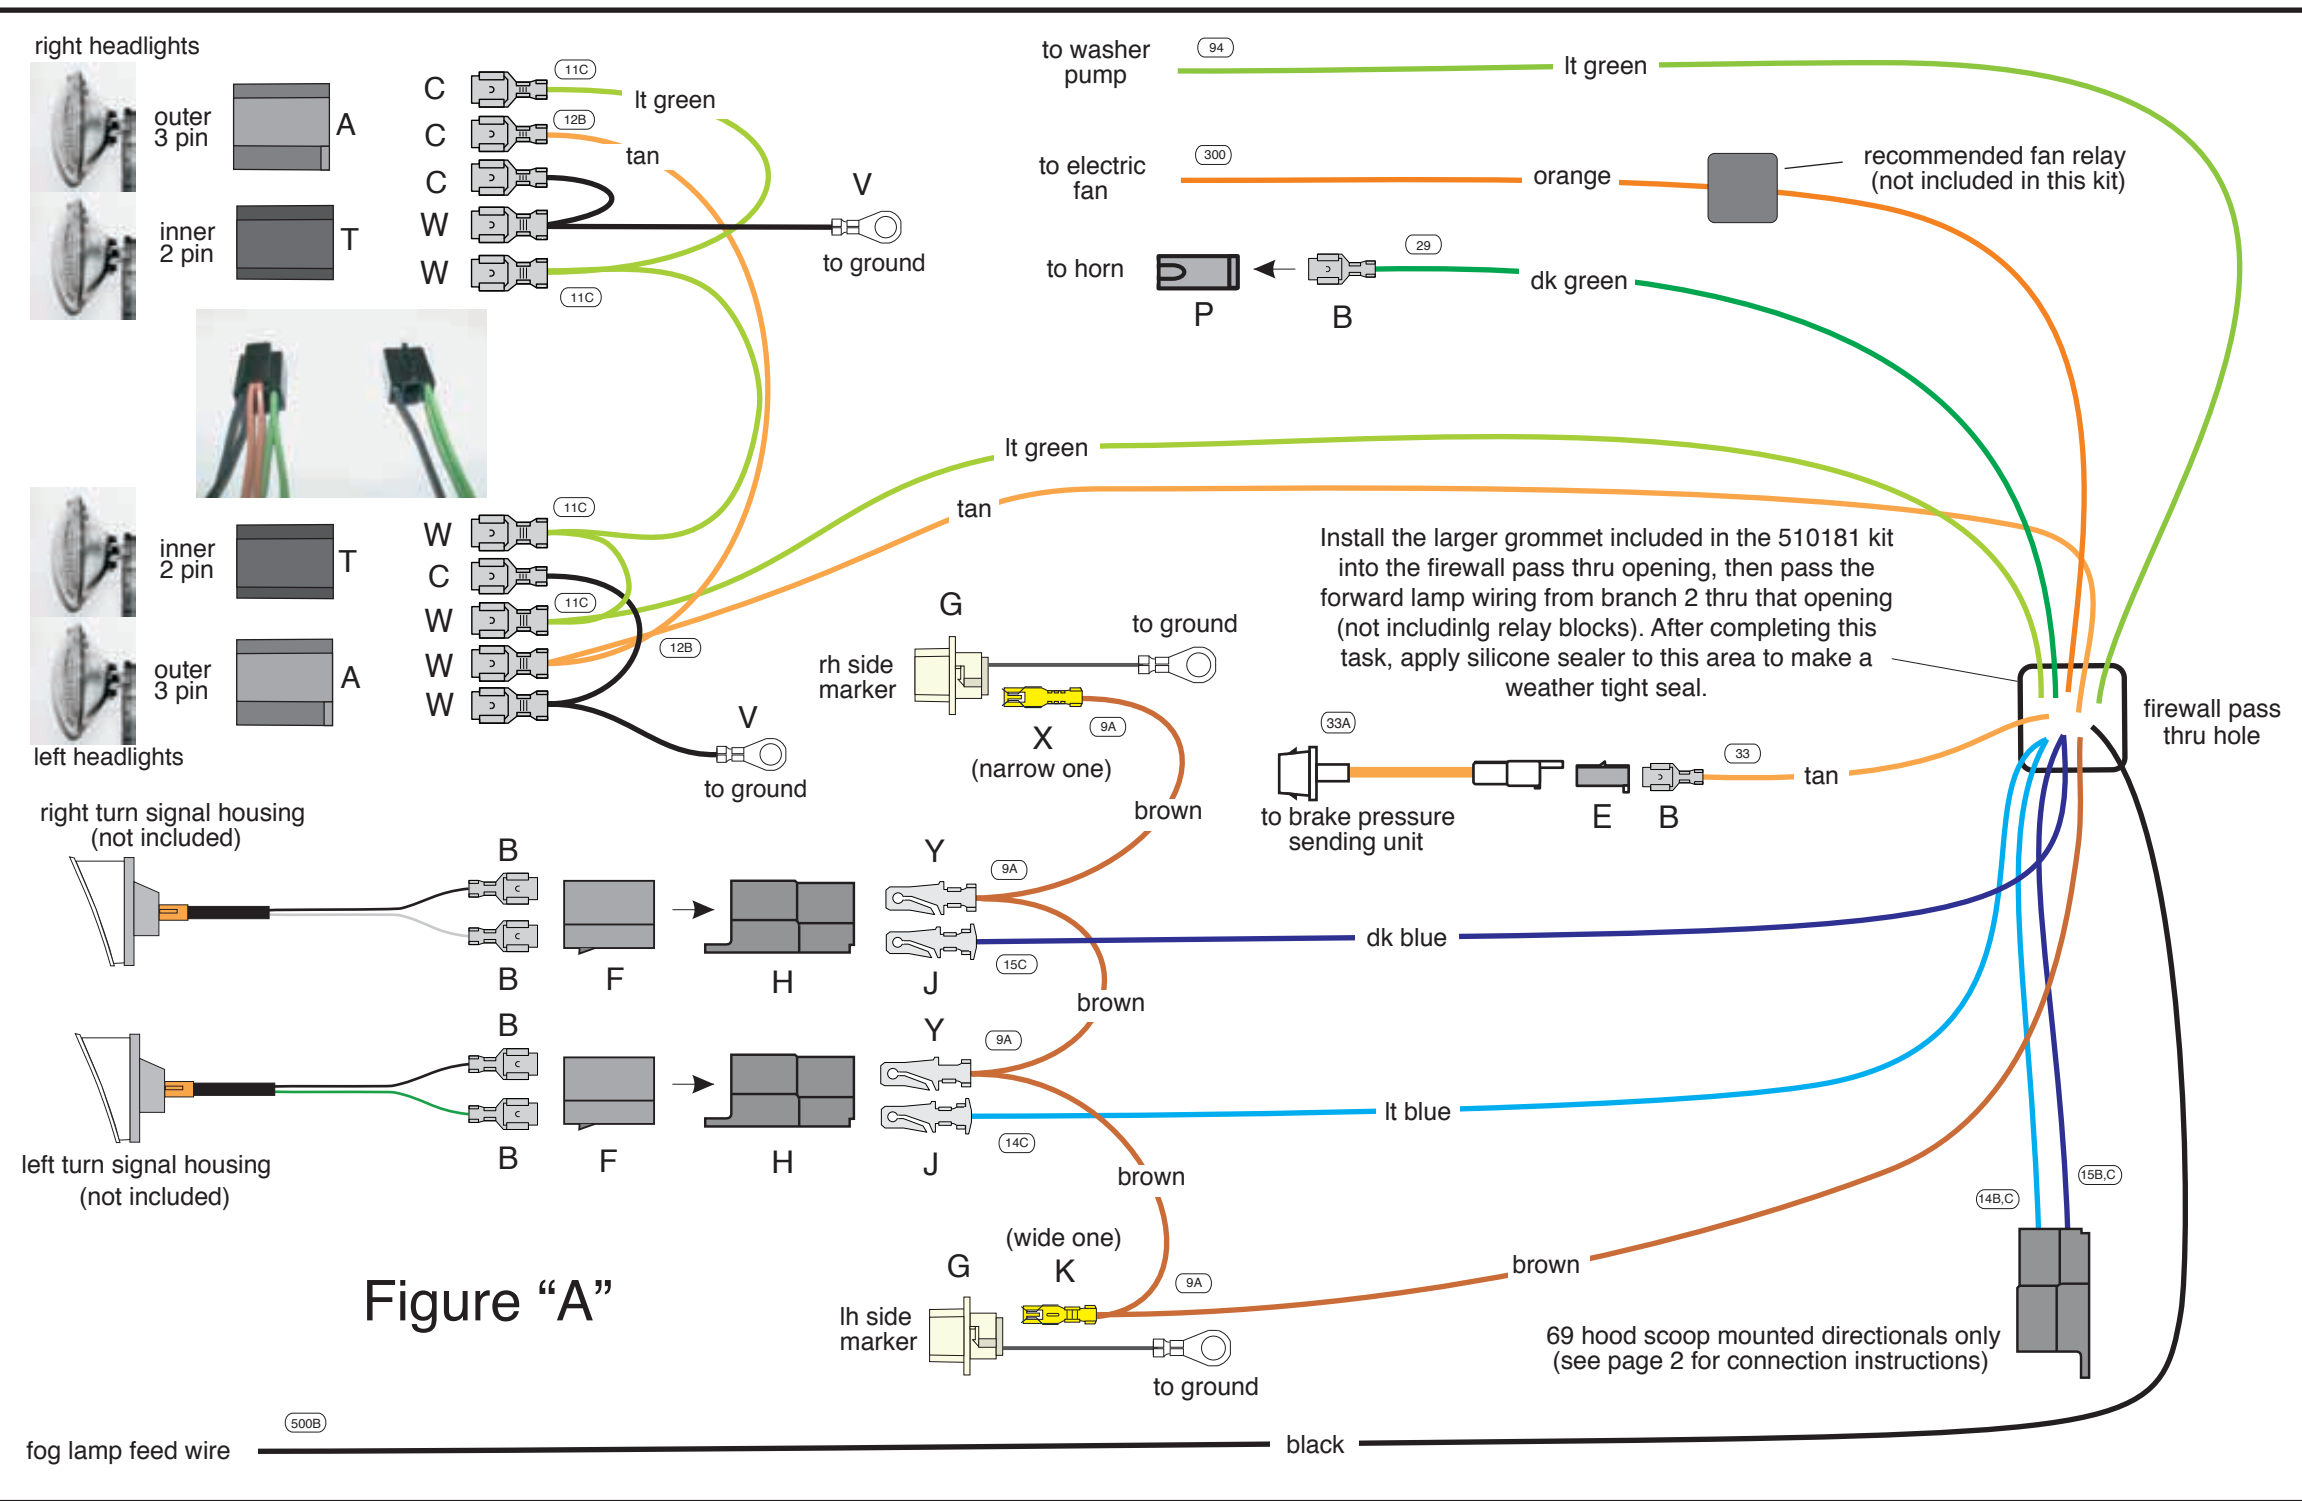 right headlights
outer
3 pin
A
inner
2 pin
T
C
C
C
W
W
11C
lt green
12B
tan
11C
V
to ground
to washer
pump
94
lt green
to electric
fan
300
orange
recommended fan relay
(not included in this kit)
to horn
P
B
29
dk green
lt green
tan
inner
2 pin
T
outer
3 pin
A
left headlights
W
C
W
W
W
11C
11C
12B
V
to ground
Install the larger grommet included in the 510181 kit
into the firewall pass thru opening, then pass the
forward lamp wiring from branch 2 thru that opening
(not includinlg relay blocks). After completing this
task, apply silicone sealer to this area to make a
weather tight seal.
firewall pass
thru hole
G
rh side
marker
to ground
X
(narrow one)
9A
brown
33A
to brake pressure
sending unit
E
B
33
tan
right turn signal housing
(not included)
B
B
F
H
Y
J
9A
15C
dk blue
brown
left turn signal housing
(not included)
B
B
F
H
Y
J
9A
14C
lt blue
brown
(wide one)
G
K
9A
lh side
marker
to ground
brown
14B,C
15B,C
69 hood scoop mounted directionals only
(see page 2 for connection instructions)
Figure “A”
fog lamp feed wire
500B
black